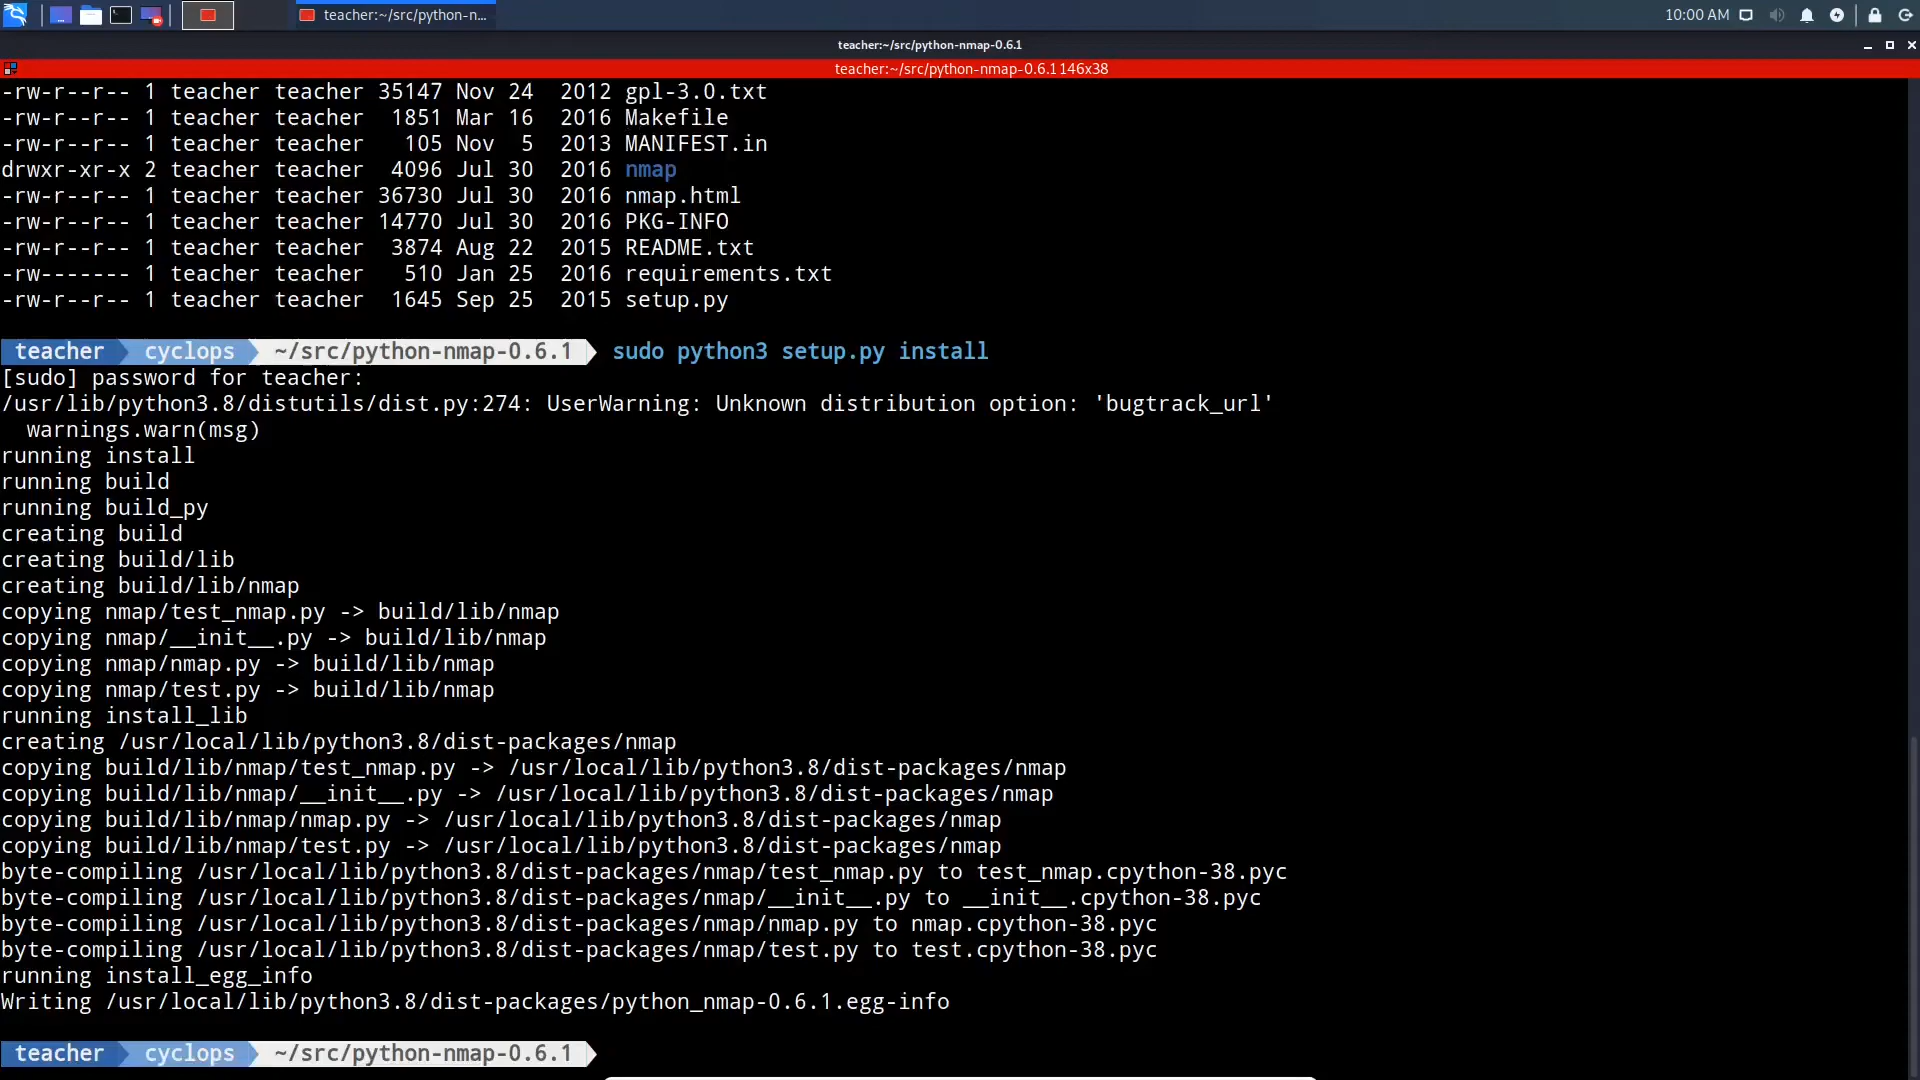 teacher:~/src/python-n...
10:00 AM
teacher:~/src/python-nmap-0.6.1
teacher:~/src/python-nmap-0.6.1 146x38
-rw-r--r-- 1 teacher teacher 35147 Nov 24  2012 gpl-3.0.txt
-rw-r--r-- 1 teacher teacher  1851 Mar 16  2016 Makefile
-rw-r--r-- 1 teacher teacher   105 Nov  5  2013 MANIFEST.in
drwxr-xr-x 2 teacher teacher  4096 Jul 30  2016 nmap
-rw-r--r-- 1 teacher teacher 36730 Jul 30  2016 nmap.html
-rw-r--r-- 1 teacher teacher 14770 Jul 30  2016 PKG-INFO
-rw-r--r-- 1 teacher teacher  3874 Aug 22  2015 README.txt
-rw------- 1 teacher teacher   510 Jan 25  2016 requirements.txt
-rw-r--r-- 1 teacher teacher  1645 Sep 25  2015 setup.py
teacher cyclops ~/src/python-nmap-0.6.1 sudo python3 setup.py install
[sudo] password for teacher:
/usr/lib/python3.8/distutils/dist.py:274: UserWarning: Unknown distribution option: 'bugtrack_url'
  warnings.warn(msg)
running install
running build
running build_py
creating build
creating build/lib
creating build/lib/nmap
copying nmap/test_nmap.py -> build/lib/nmap
copying nmap/__init__.py -> build/lib/nmap
copying nmap/nmap.py -> build/lib/nmap
copying nmap/test.py -> build/lib/nmap
running install_lib
creating /usr/local/lib/python3.8/dist-packages/nmap
copying build/lib/nmap/test_nmap.py -> /usr/local/lib/python3.8/dist-packages/nmap
copying build/lib/nmap/__init__.py -> /usr/local/lib/python3.8/dist-packages/nmap
copying build/lib/nmap/nmap.py -> /usr/local/lib/python3.8/dist-packages/nmap
copying build/lib/nmap/test.py -> /usr/local/lib/python3.8/dist-packages/nmap
byte-compiling /usr/local/lib/python3.8/dist-packages/nmap/test_nmap.py to test_nmap.cpython-38.pyc
byte-compiling /usr/local/lib/python3.8/dist-packages/nmap/__init__.py to __init__.cpython-38.pyc
byte-compiling /usr/local/lib/python3.8/dist-packages/nmap/nmap.py to nmap.cpython-38.pyc
byte-compiling /usr/local/lib/python3.8/dist-packages/nmap/test.py to test.cpython-38.pyc
running install_egg_info
Writing /usr/local/lib/python3.8/dist-packages/python_nmap-0.6.1.egg-info
teacher cyclops ~/src/python-nmap-0.6.1